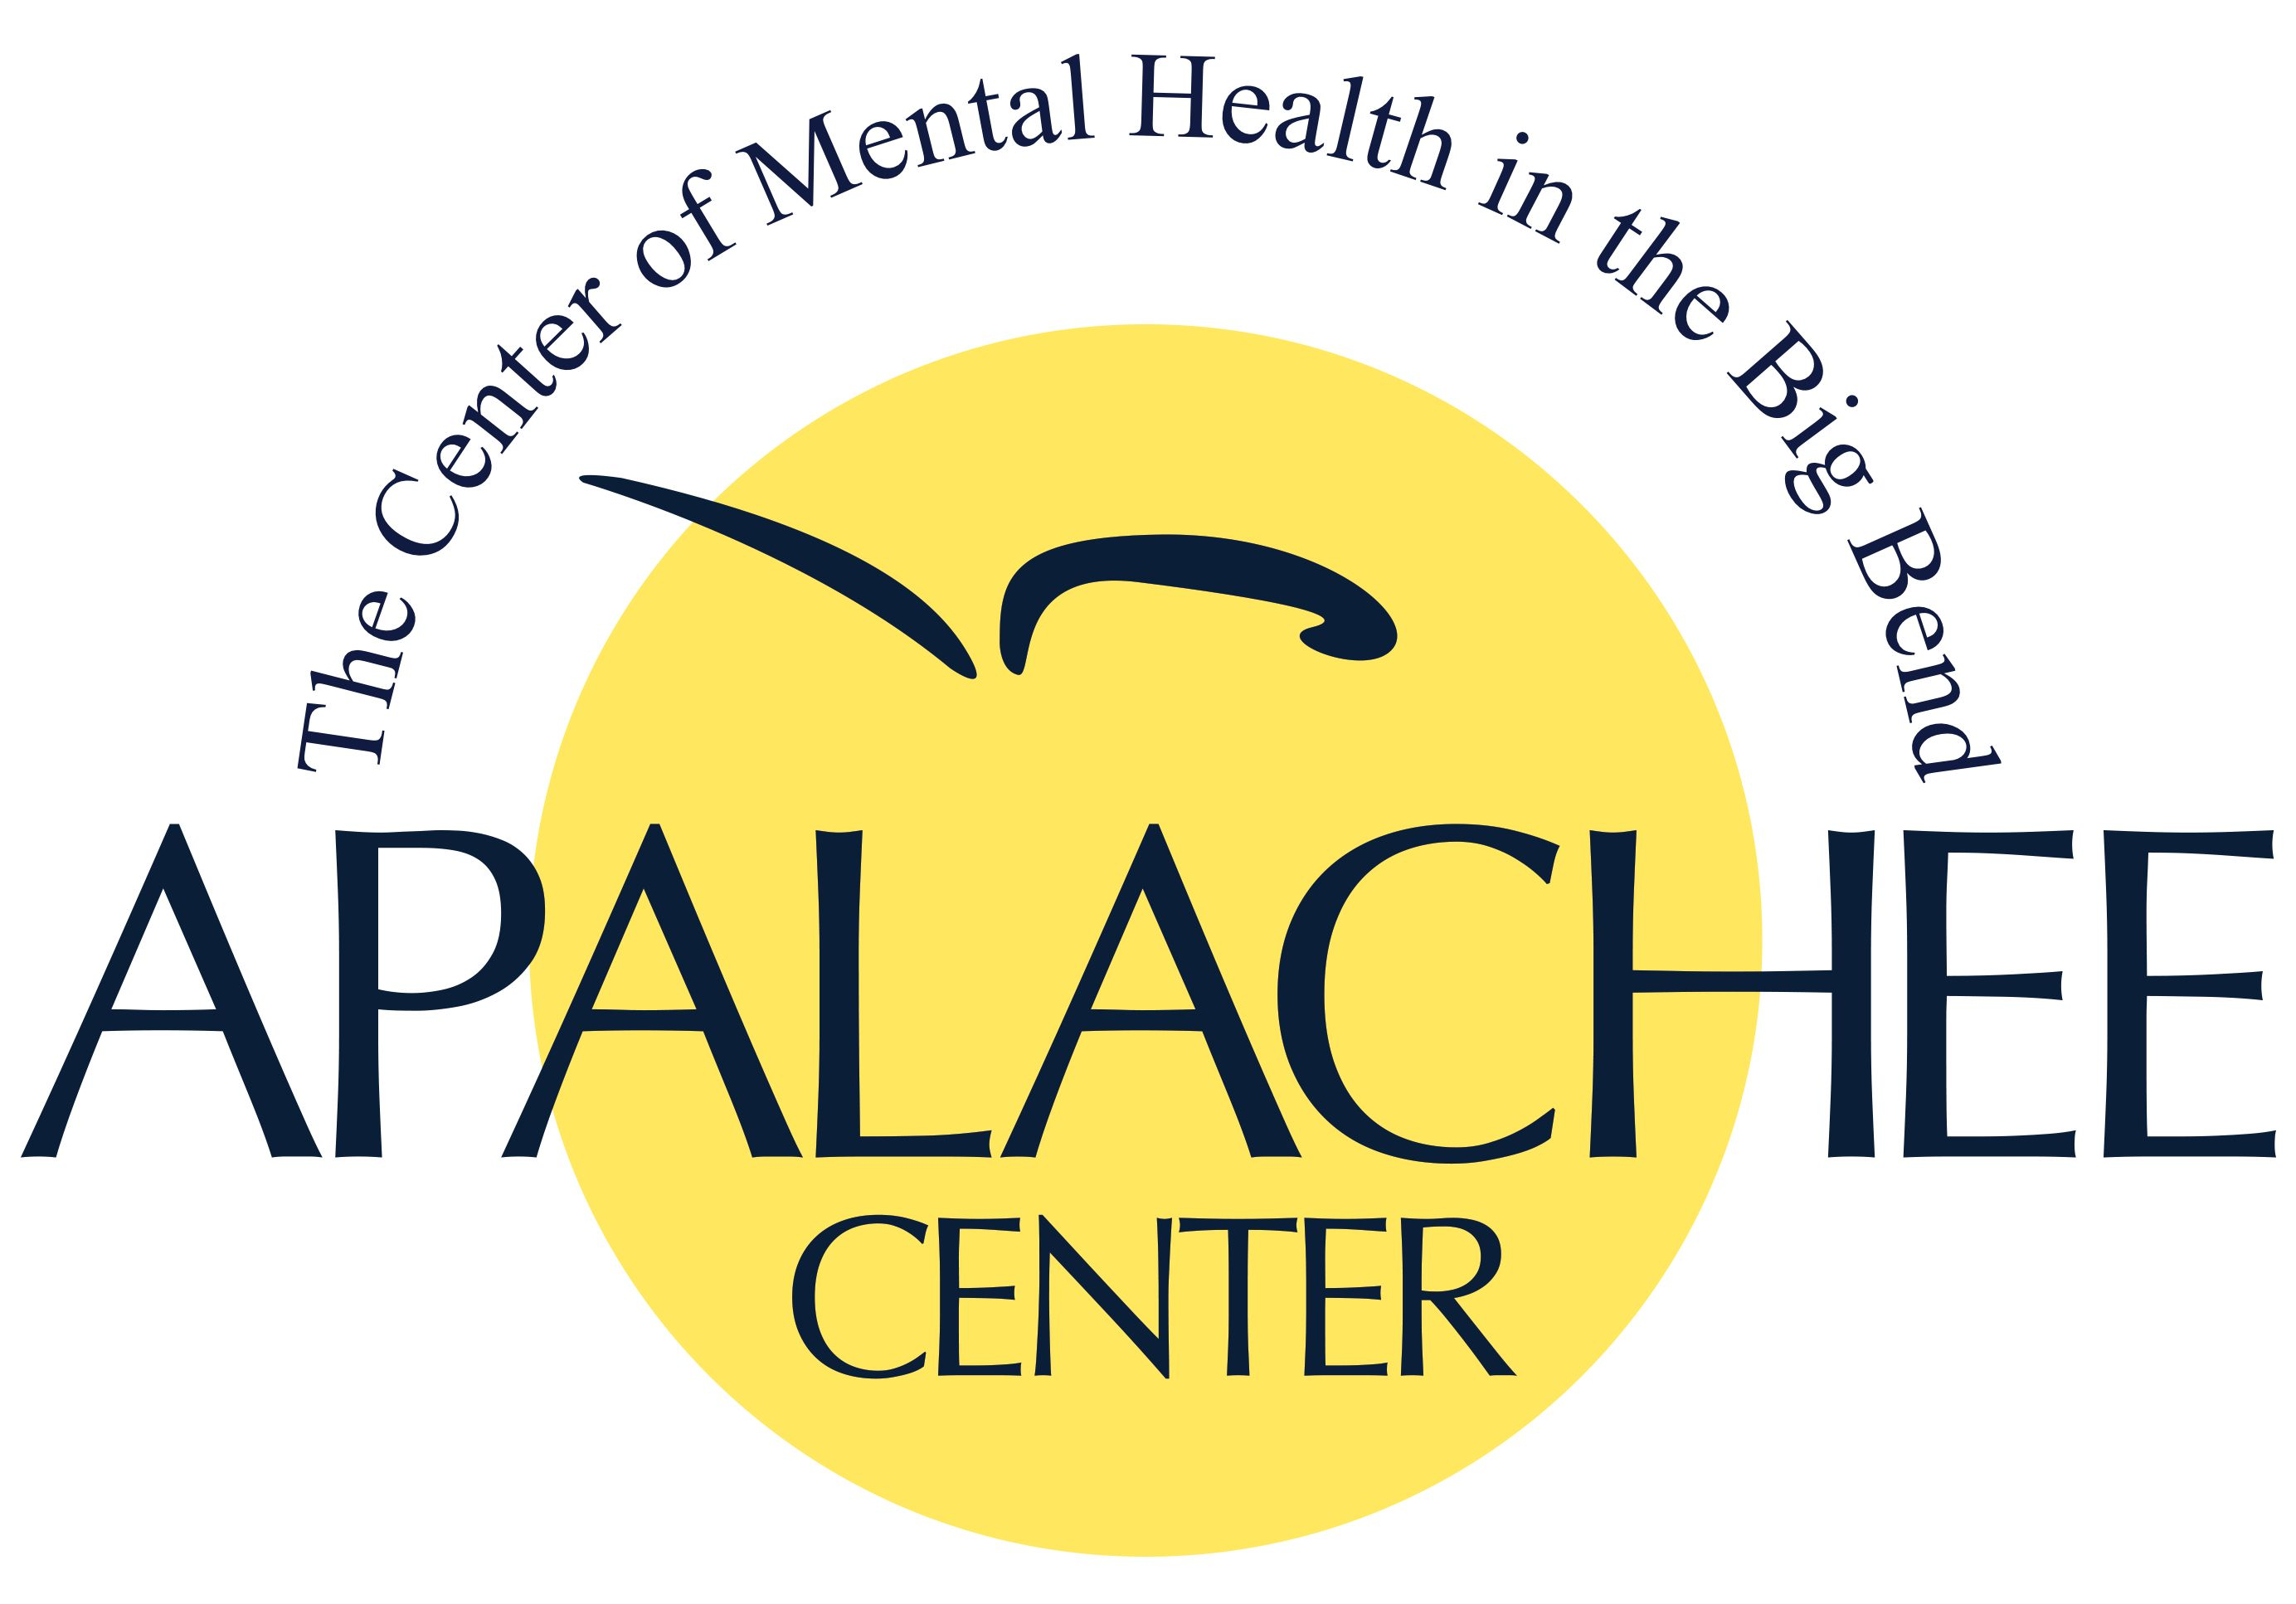 The Center of Mental Health in the Big Bend
APALACHEE
CENTER